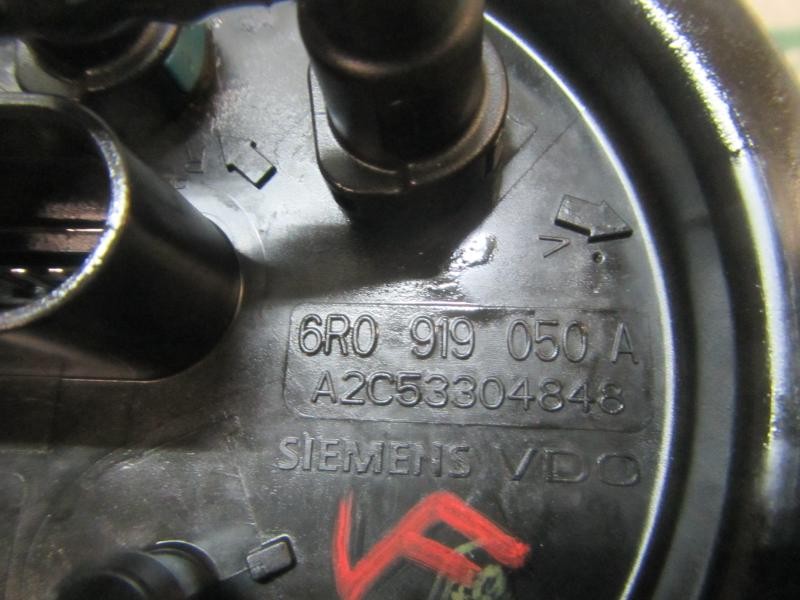 V
6R0 919 050 A
A2C53304848
SIEMENS VDO